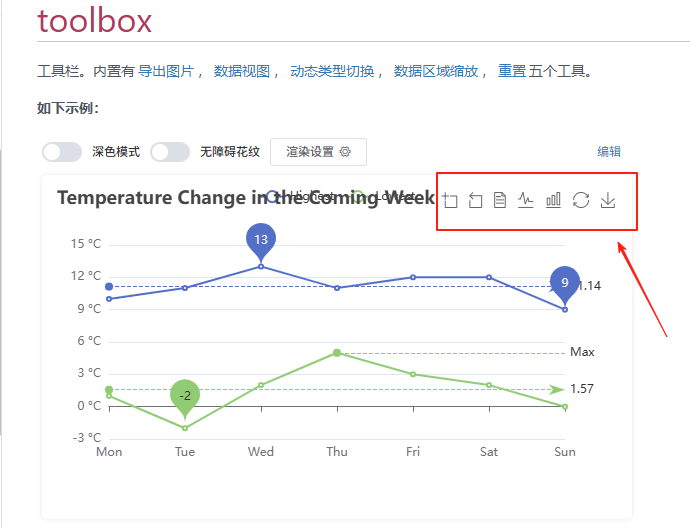 toolbox
工具栏。内置有 导出图片 ， 数据视图 ， 动态类型切换 ， 数据区域缩放 ， 重置 五个工具。
如下示例：
深色模式 无障碍花纹 渲染设置 编辑
Temperature Change in the Coming Week
Highest Lowest
15 °C
13
12 °C
9
1.14
9 °C
6 °C
Max
3 °C
-2
1.57
0 °C
-3 °C
Mon Tue Wed Thu Fri Sat Sun